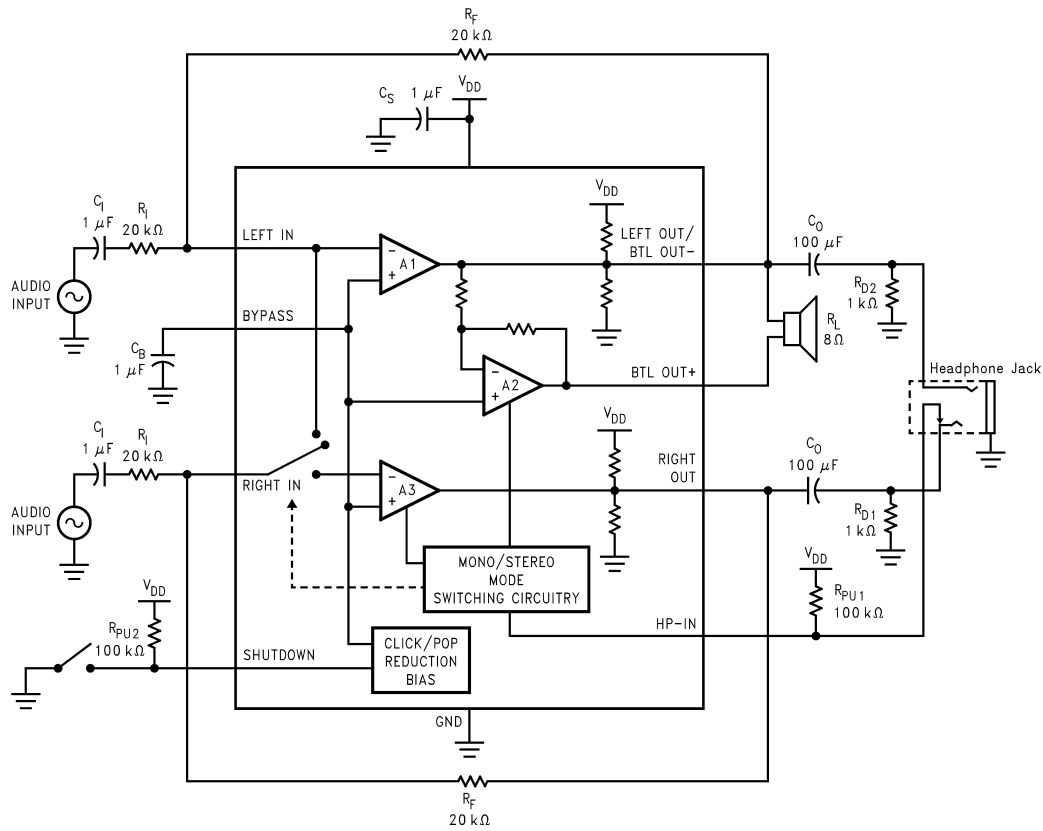 R_F
20 kΩ
V_DD
C_S 1 μF
V_DD
C_I
1 μF
R_I
20 kΩ
LEFT IN
A1
−
+
LEFT OUT/
BTL OUT−
C_O
100 μF
AUDIO
INPUT
R_D2
1 kΩ
BYPASS
R_L
8Ω
C_B
1 μF
A2
−
+
BTL OUT+
Headphone Jack
V_DD
C_I
1 μF
R_I
20 kΩ
RIGHT IN
A3
−
+
RIGHT
OUT
C_O
100 μF
AUDIO
INPUT
R_D1
1 kΩ
MONO/STEREO
MODE
SWITCHING CIRCUITRY
V_DD
R_PU1
100 kΩ
V_DD
R_PU2
100 kΩ
HP−IN
SHUTDOWN
CLICK/POP
REDUCTION
BIAS
GND
R_F
20 kΩ